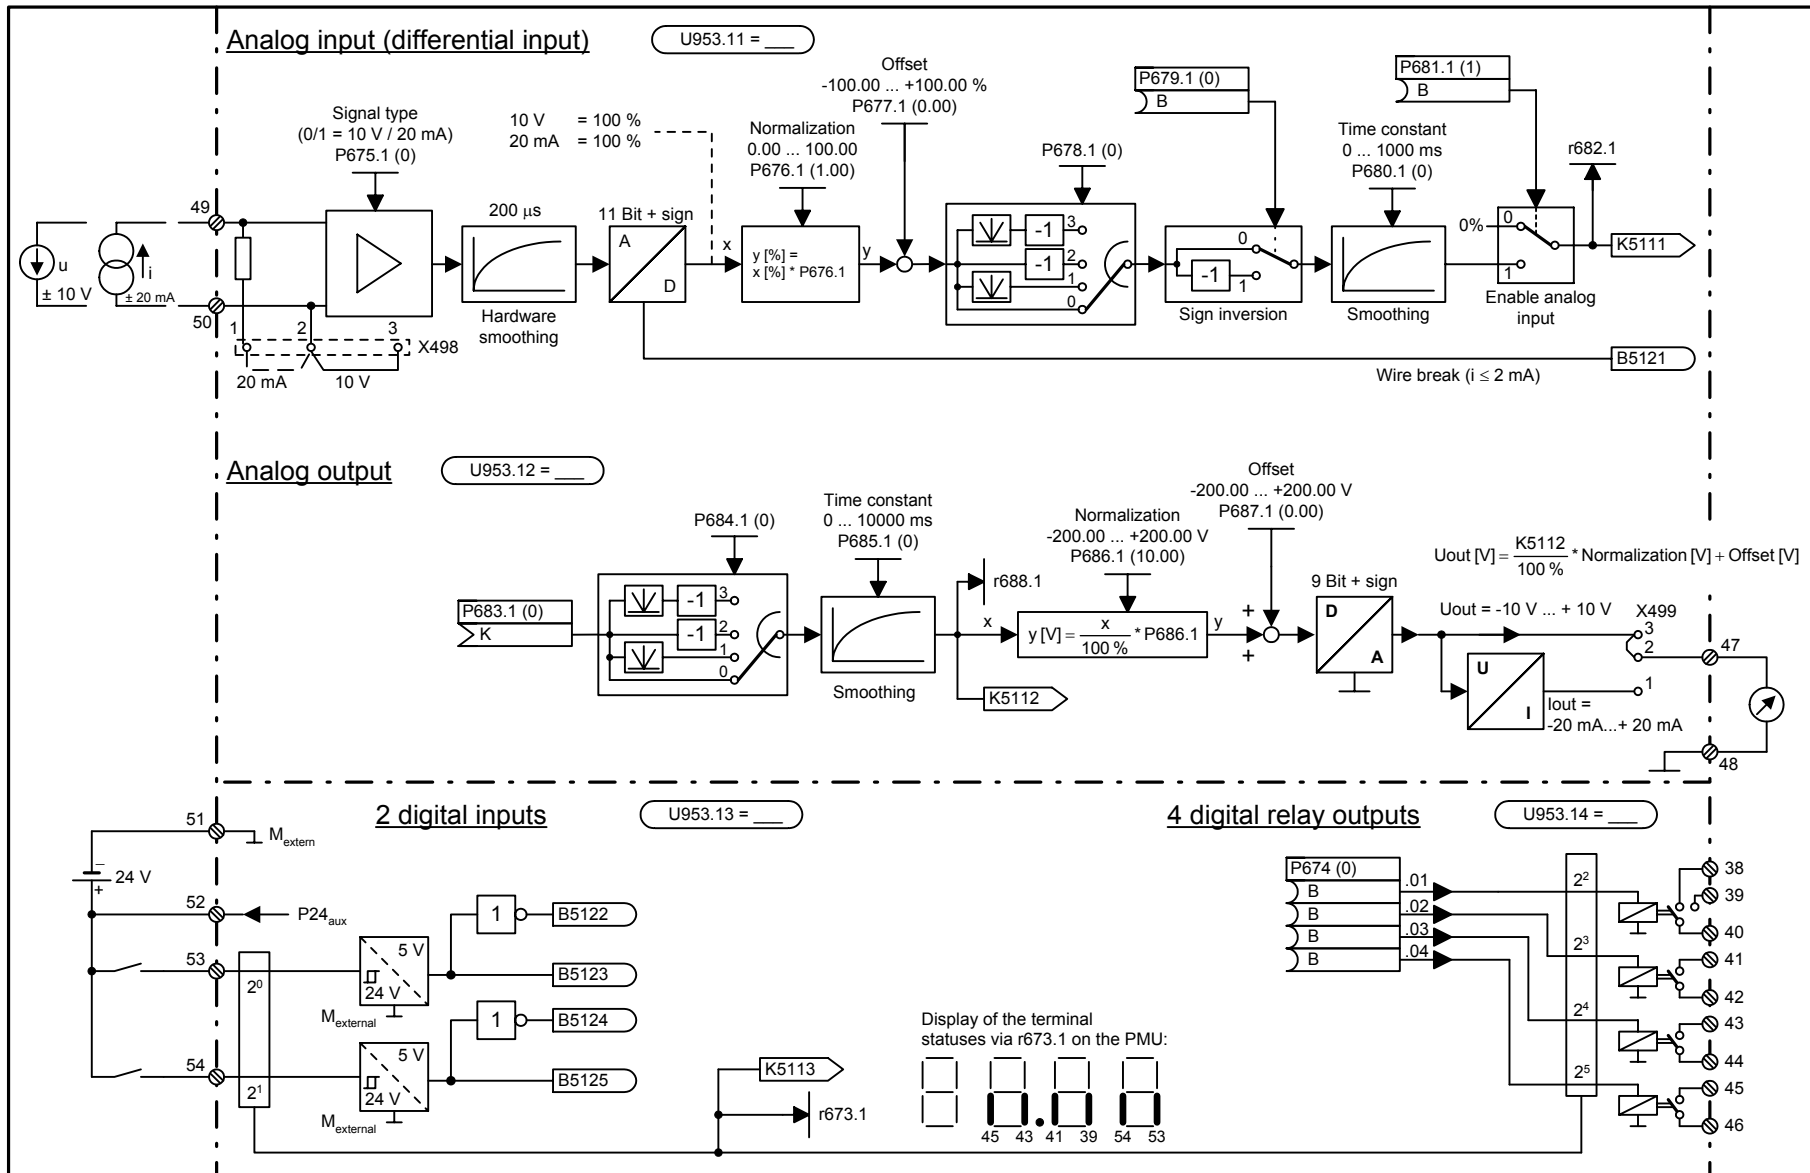 Analog input (differential input)
U953.11 = ___
Signal type
(0/1 = 10 V / 20 mA)
P675.1 (0)
10 V = 100 %
20 mA = 100 %
Normalization
0.00 ... 100.00
P676.1 (1.00)
Offset
-100.00 ... +100.00 %
P677.1 (0.00)
P678.1 (0)
P679.1 (0)
B
Time constant
0 ... 1000 ms
P680.1 (0)
P681.1 (1)
B
r682.1
49
u
± 10 V
i
± 20 mA
50
1
2
3
X498
20 mA
10 V
200 µs
Hardware
smoothing
11 Bit + sign
A
D
x
y [%] =
x [%] * P676.1
y
-1
3
-1
2
1
0
0
-1
1
Sign inversion
Smoothing
0%
0
1
Enable analog
input
K5111
B5121
Wire break (i ≤ 2 mA)
Analog output
U953.12 = ___
P683.1 (0)
K
P684.1 (0)
-1
3
-1
2
1
0
Time constant
0 ... 10000 ms
P685.1 (0)
Smoothing
r688.1
x
K5112
Normalization
-200.00 ... +200.00 V
P686.1 (10.00)
y [V] = x / 100 % * P686.1
y
Offset
-200.00 ... +200.00 V
P687.1 (0.00)
+
+
9 Bit + sign
D
A
Uout [V] = K5112 / 100 % * Normalization [V] + Offset [V]
Uout = -10 V ... + 10 V
X499
3
2
1
U
I
Iout =
-20 mA...+ 20 mA
47
48
2 digital inputs
U953.13 = ___
51
Mextern
−
24 V
+
52
P24aux
53
54
2⁰
2¹
5 V
24 V
Mexternal
1
B5122
B5123
5 V
24 V
Mexternal
1
B5124
B5125
K5113
r673.1
Display of the terminal
statuses via r673.1 on the PMU:
45 43 41 39 54 53
4 digital relay outputs
U953.14 = ___
P674 (0)
B .01
B .02
B .03
B .04
2²
2³
2⁴
2⁵
38
39
40
41
42
43
44
45
46